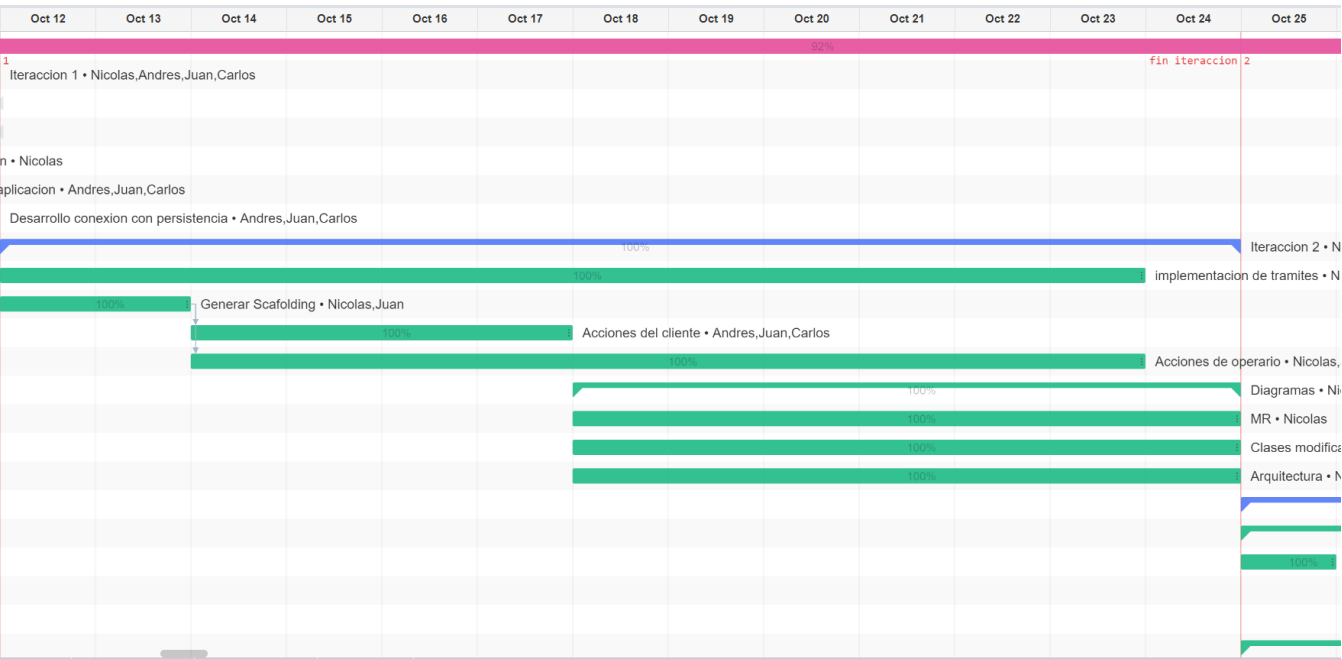 Oct 12 Oct 13 Oct 14 Oct 15 Oct 16 Oct 17 Oct 18 Oct 19 Oct 20 Oct 21 Oct 22 Oct 23 Oct 24 Oct 25
92%
1 fin iteraccion 2
Iteraccion 1 • Nicolas,Andres,Juan,Carlos
n • Nicolas
aplicacion • Andres,Juan,Carlos
Desarrollo conexion con persistencia • Andres,Juan,Carlos
100% Iteraccion 2 • N
100% implementacion de tramites • N
100% Generar Scafolding • Nicolas,Juan
100% Acciones del cliente • Andres,Juan,Carlos
100% Acciones de operario • Nicolas,
100% Diagramas • Ni
100% MR • Nicolas
100% Clases modifica
100% Arquitectura • N
100%